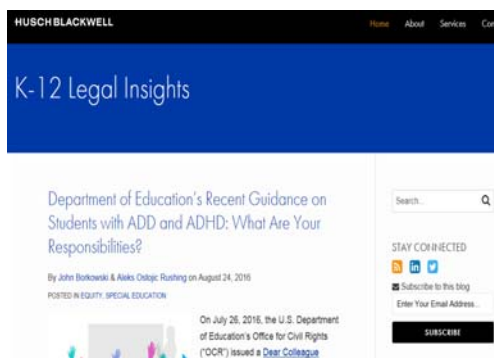 HUSCH BLACKWELL
Home About Services Con
K-12 Legal Insights
Department of Education's Recent Guidance on
Students with ADD and ADHD: What Are Your
Responsibilities?
By John Borkowski & Aleks Ostojic Rushing on August 24, 2016
POSTED IN EQUITY, SPECIAL EDUCATION
On July 26, 2016, the U.S. Department
of Education's Office for Civil Rights
("OCR") issued a Dear Colleague
Search...
STAY CONNECTED
Subscribe to this blog
Enter Your Email Address...
SUBSCRIBE